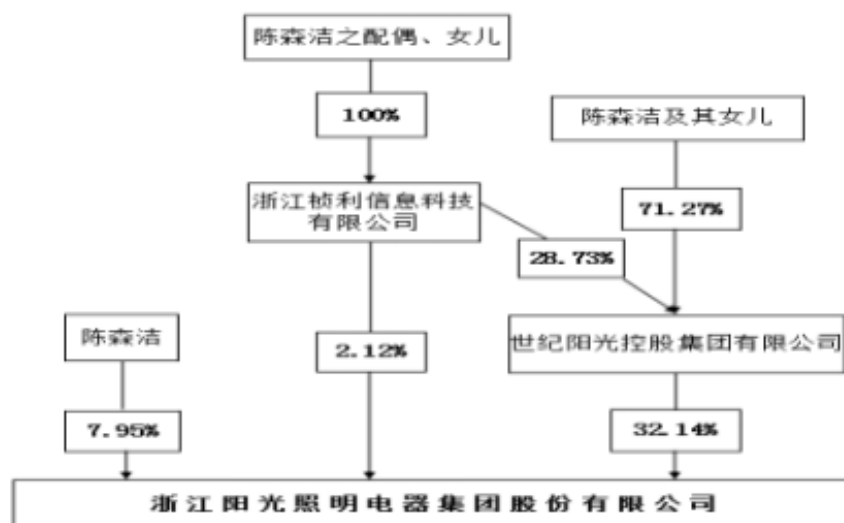 陈森洁之配偶、女儿
100%
陈森洁及其女儿
浙江桢利信息科技
有限公司
71.27%
28.73%
陈森洁
2.12%
世纪阳光控股集团有限公司
7.95%
32.14%
浙江阳光照明电器集团股份有限公司